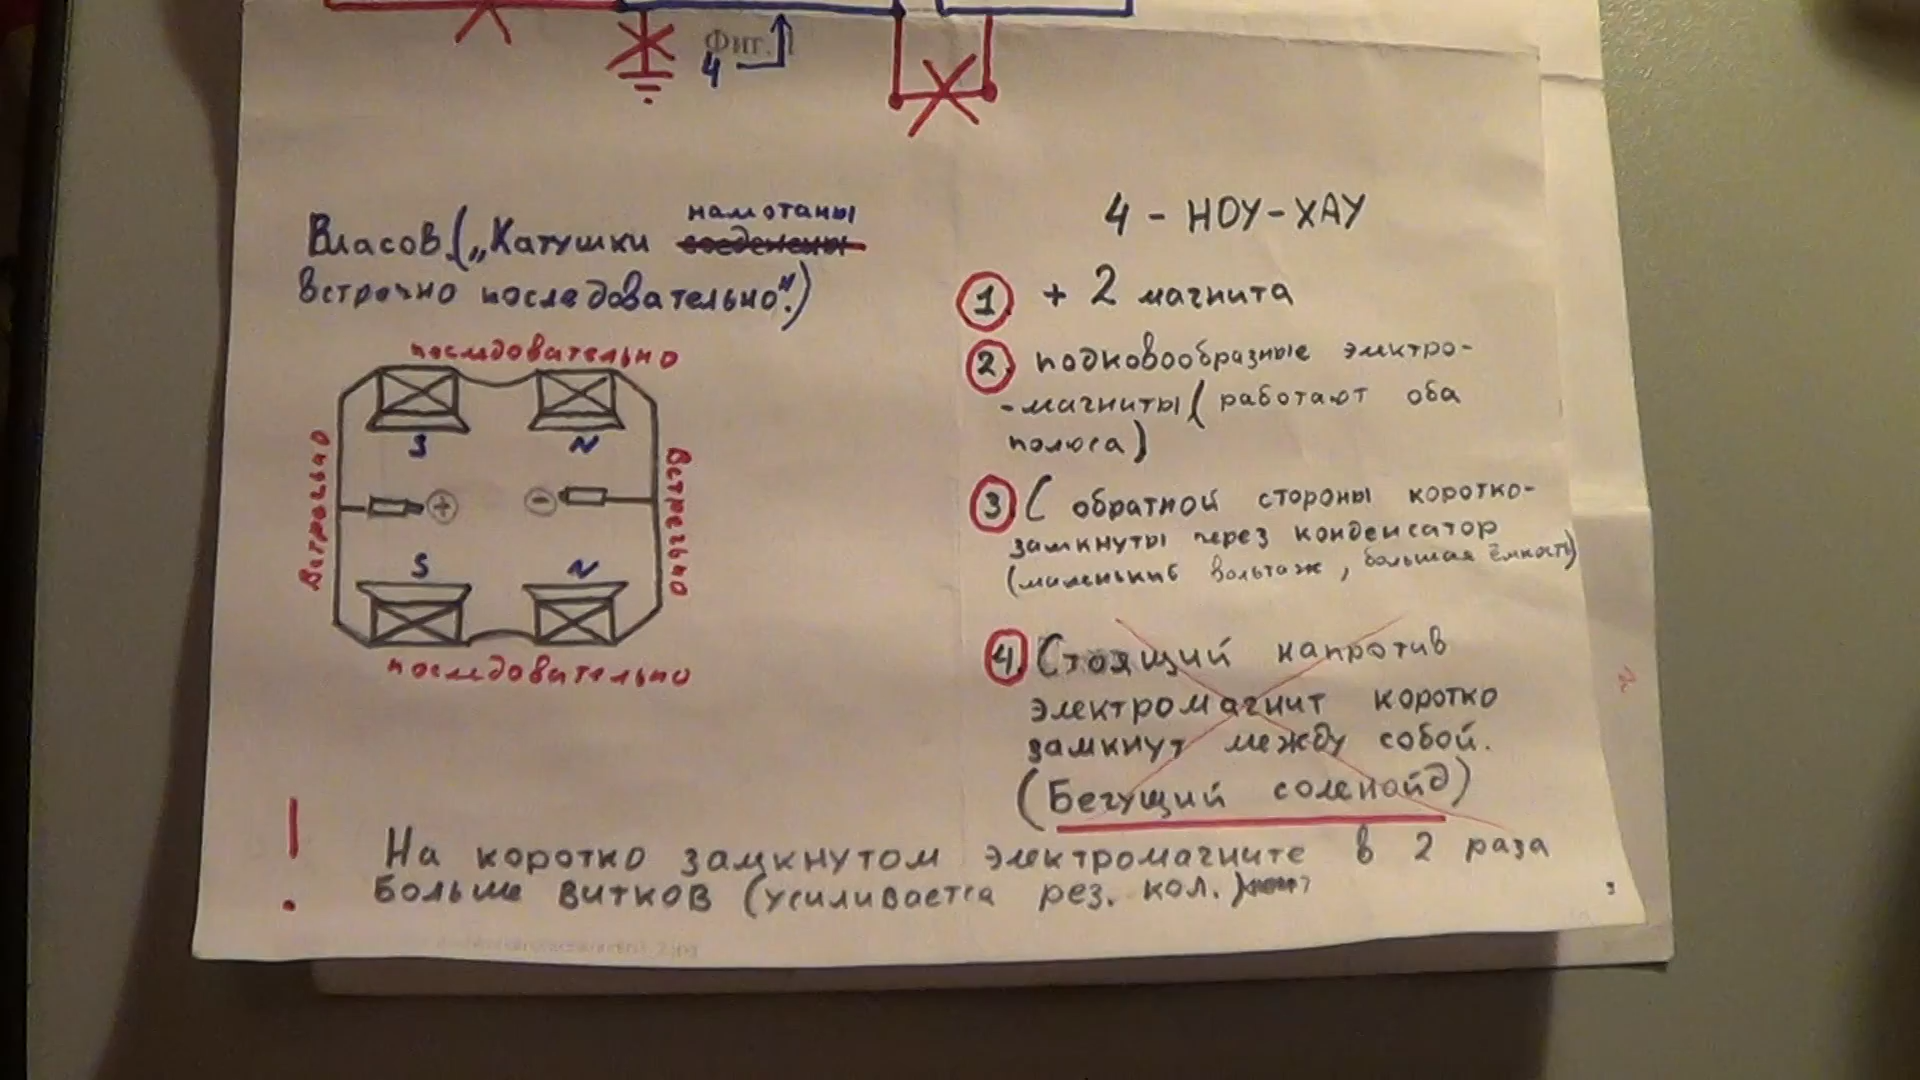 Фиг.
4
Власов („Катушки намотаны соеденены
встречно последовательно“.)
последовательно
Встречно
Встречно
S N
+ −
S N
последовательно
4 - НОУ-ХАУ
1. + 2 магнита
2. подковообразные электро-
-магниты (работают оба
полюса)
3. С обратной стороны коротко-
замкнуты через конденсатор
(маленький вольтаж, большая ёмкость)
4. Стоящий напротив
электромагнит коротко
замкнут между собой.
(Бегущий соленойд)
! На коротко замкнутом электромагните в 2 раза
больше витков (усиливается рез. кол.)